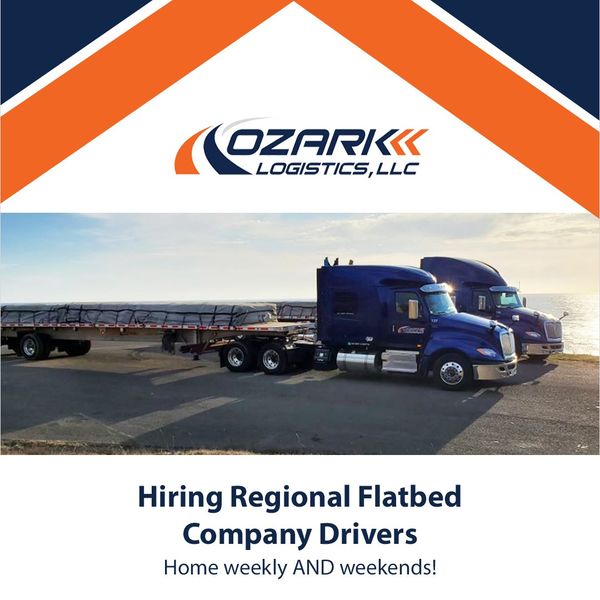 OZARK
LOGISTICS, LLC
Hiring Regional Flatbed
Company Drivers
Home weekly AND weekends!